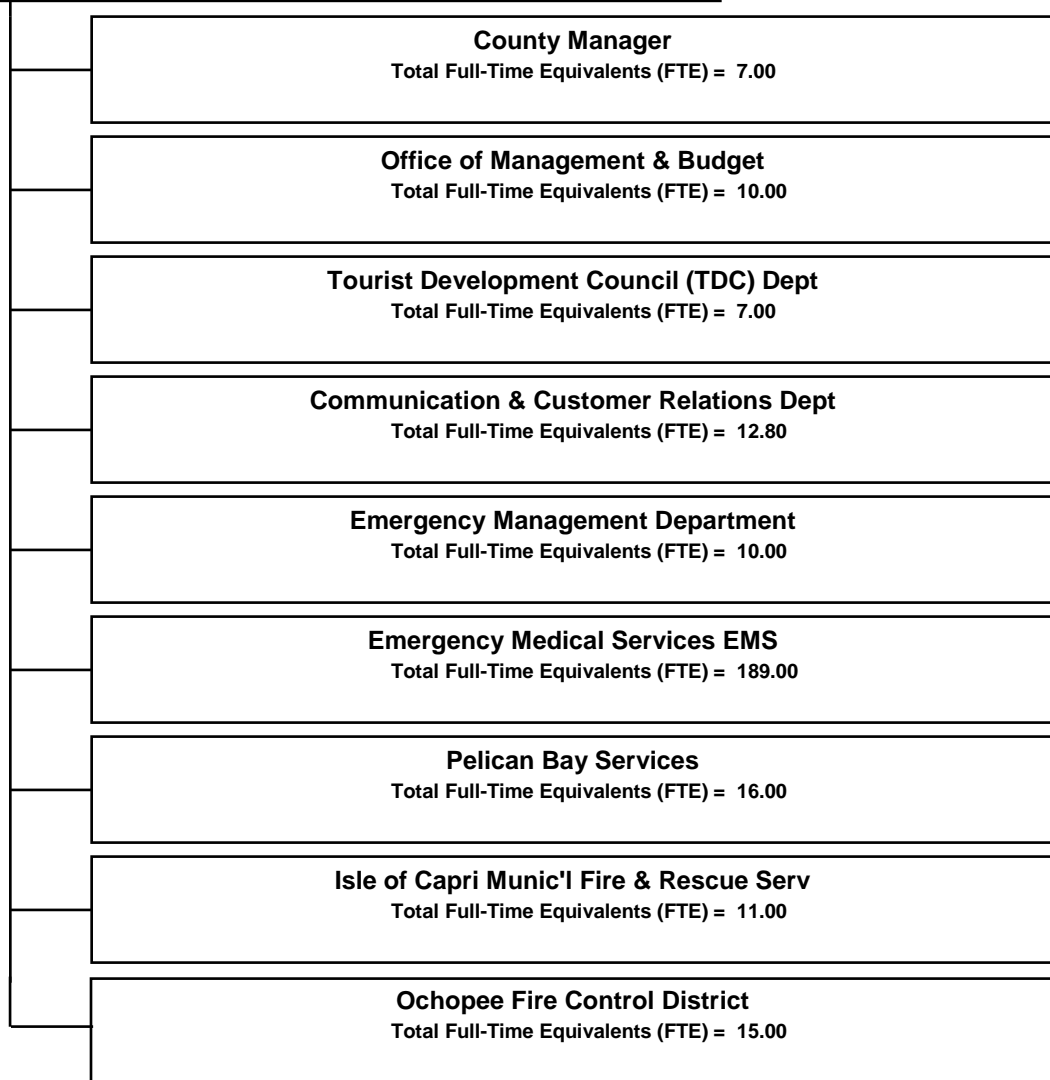 County Manager
Total Full-Time Equivalents (FTE) = 7.00
Office of Management & Budget
Total Full-Time Equivalents (FTE) = 10.00
Tourist Development Council (TDC) Dept
Total Full-Time Equivalents (FTE) = 7.00
Communication & Customer Relations Dept
Total Full-Time Equivalents (FTE) = 12.80
Emergency Management Department
Total Full-Time Equivalents (FTE) = 10.00
Emergency Medical Services EMS
Total Full-Time Equivalents (FTE) = 189.00
Pelican Bay Services
Total Full-Time Equivalents (FTE) = 16.00
Isle of Capri Munic'l Fire & Rescue Serv
Total Full-Time Equivalents (FTE) = 11.00
Ochopee Fire Control District
Total Full-Time Equivalents (FTE) = 15.00